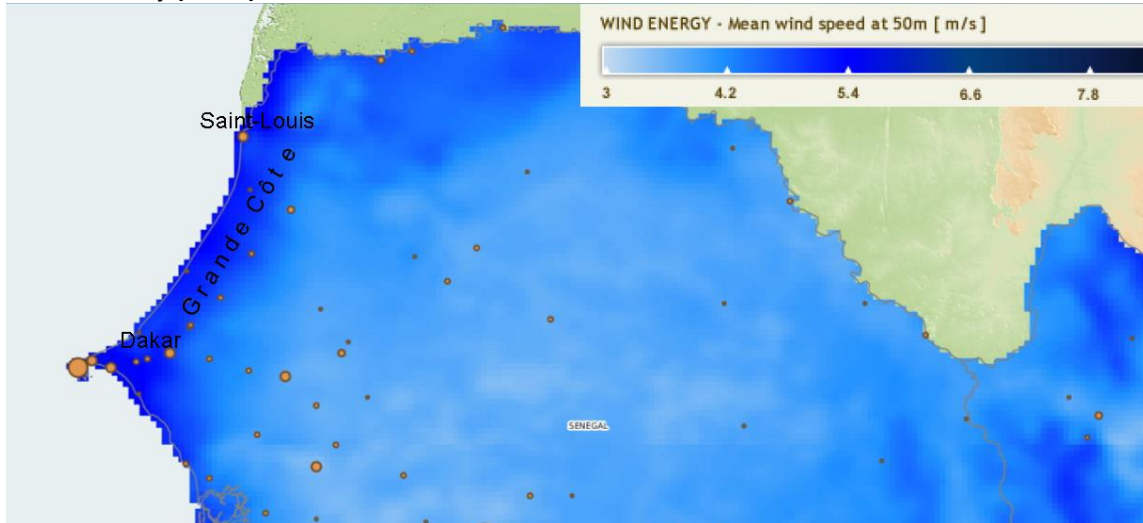 WIND ENERGY - Mean wind speed at 50m [ m/s ]
3 4.2 5.4 6.6 7.8
Saint-Louis
Grande Côte
Dakar
SENEGAL